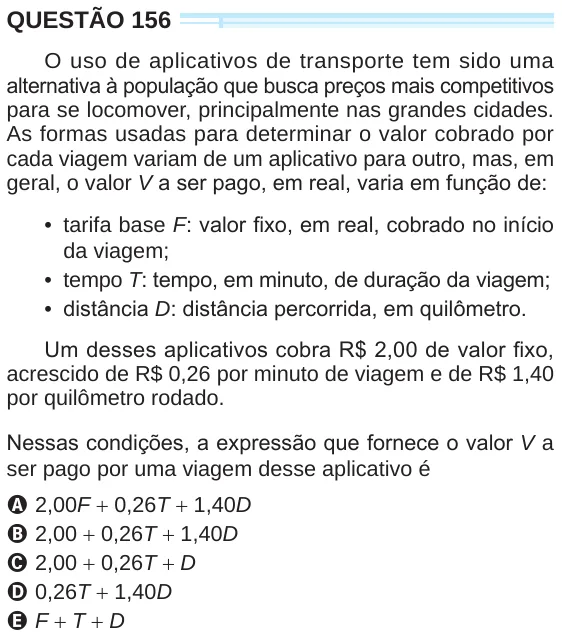 QUESTÃO 156
O uso de aplicativos de transporte tem sido uma
alternativa à população que busca preços mais competitivos
para se locomover, principalmente nas grandes cidades.
As formas usadas para determinar o valor cobrado por
cada viagem variam de um aplicativo para outro, mas, em
geral, o valor V a ser pago, em real, varia em função de:
• tarifa base F: valor fixo, em real, cobrado no início
da viagem;
• tempo T: tempo, em minuto, de duração da viagem;
• distância D: distância percorrida, em quilômetro.
Um desses aplicativos cobra R$ 2,00 de valor fixo,
acrescido de R$ 0,26 por minuto de viagem e de R$ 1,40
por quilômetro rodado.
Nessas condições, a expressão que fornece o valor V a
ser pago por uma viagem desse aplicativo é
A 2,00F + 0,26T + 1,40D
B 2,00 + 0,26T + 1,40D
C 2,00 + 0,26T + D
D 0,26T + 1,40D
E F + T + D